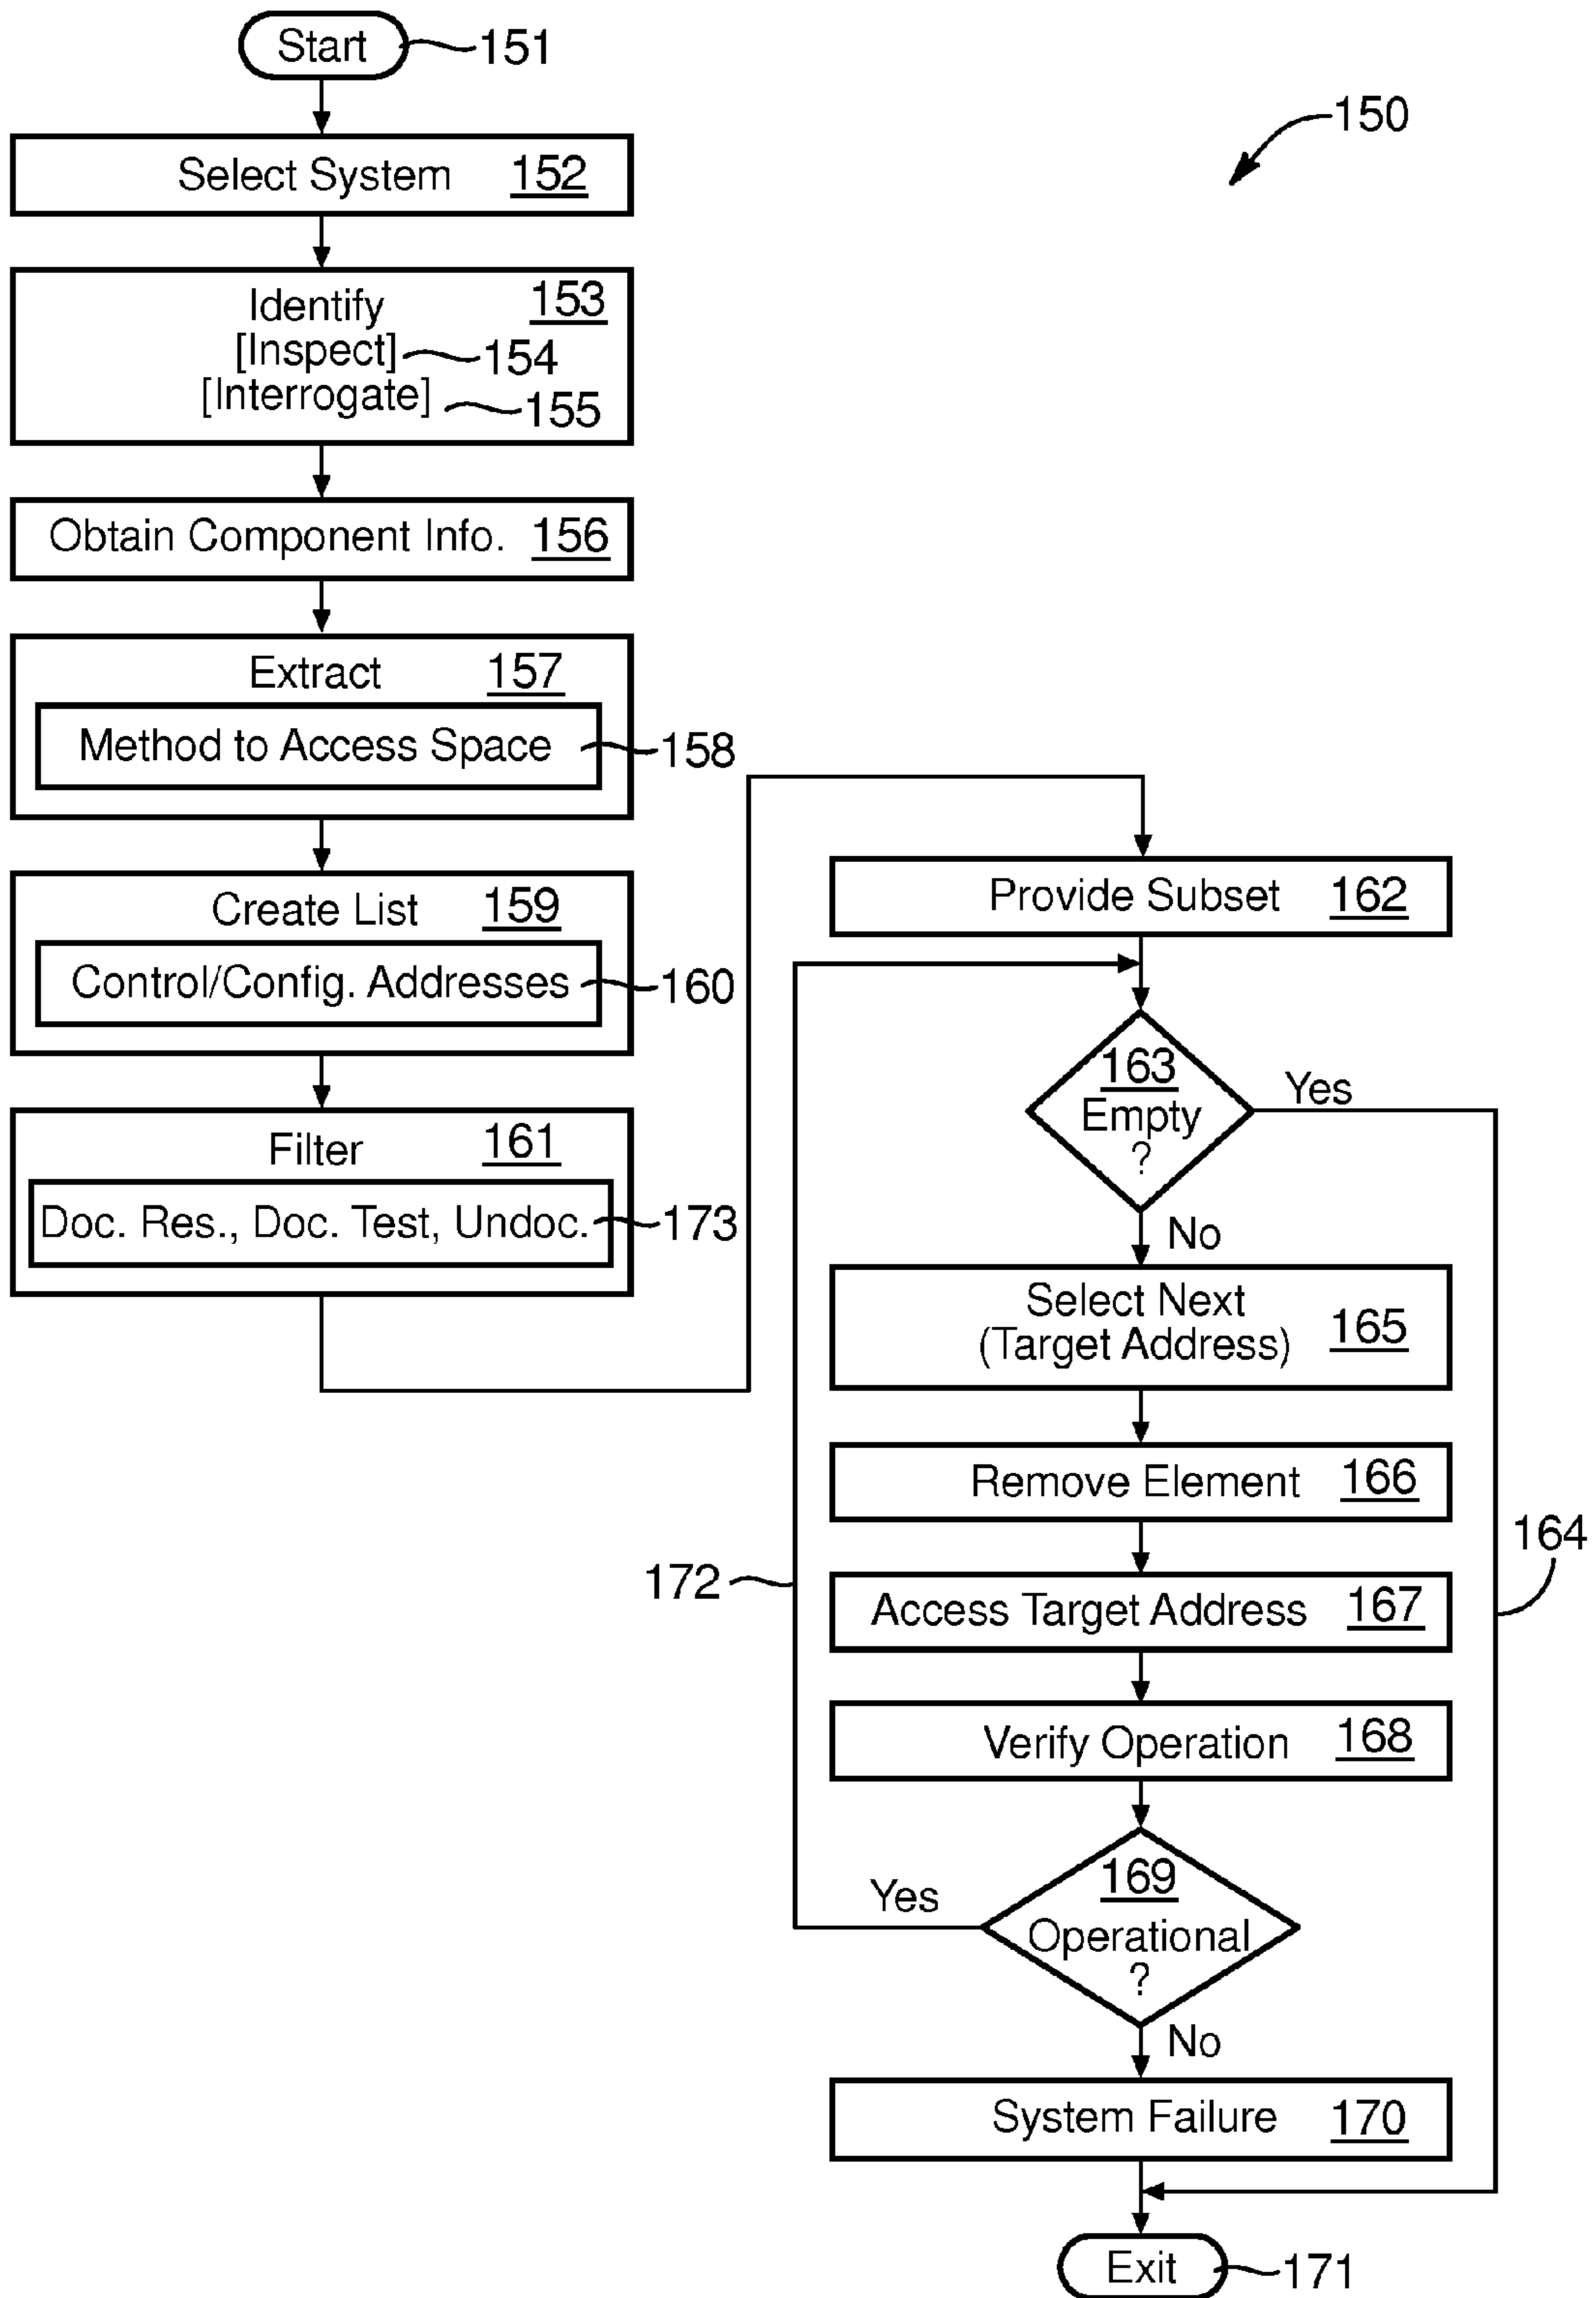 Start 151
150
Select System 152
Identify 153
[Inspect] 154
[Interrogate] 155
Obtain Component Info. 156
Extract 157
Method to Access Space 158
Create List 159
Control/Config. Addresses 160
Filter 161
Doc. Res., Doc. Test, Undoc. 173
Provide Subset 162
163
Empty
?
Yes
No
Select Next
(Target Address) 165
Remove Element 166
164
172
Access Target Address 167
Verify Operation 168
169
Operational
?
Yes
No
System Failure 170
Exit 171